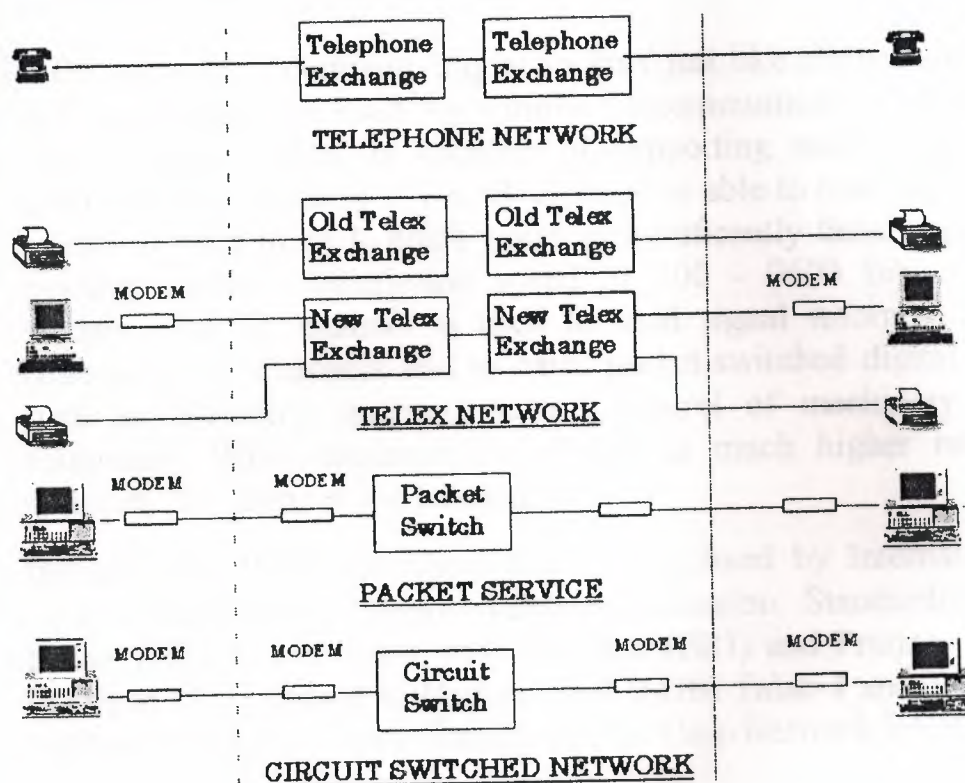 Telephone Exchange
Telephone Exchange
TELEPHONE NETWORK
Old Telex Exchange
Old Telex Exchange
MODEM
New Telex Exchange
New Telex Exchange
MODEM
TELEX NETWORK
MODEM
MODEM
Packet Switch
MODEM
PACKET SERVICE
MODEM
MODEM
Circuit Switch
MODEM
MODEM
CIRCUIT SWITCHED NETWORK